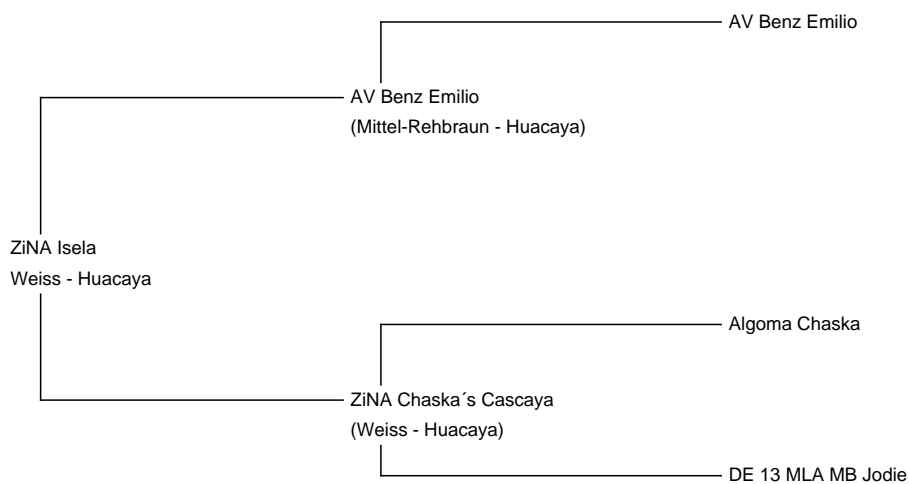 AV Benz Emilio
AV Benz Emilio
(Mittel-Rehbraun - Huacaya)
ZiNA Isela
Weiss - Huacaya
Algoma Chaska
ZiNA Chaska´s Cascaya
(Weiss - Huacaya)
DE 13 MLA MB Jodie